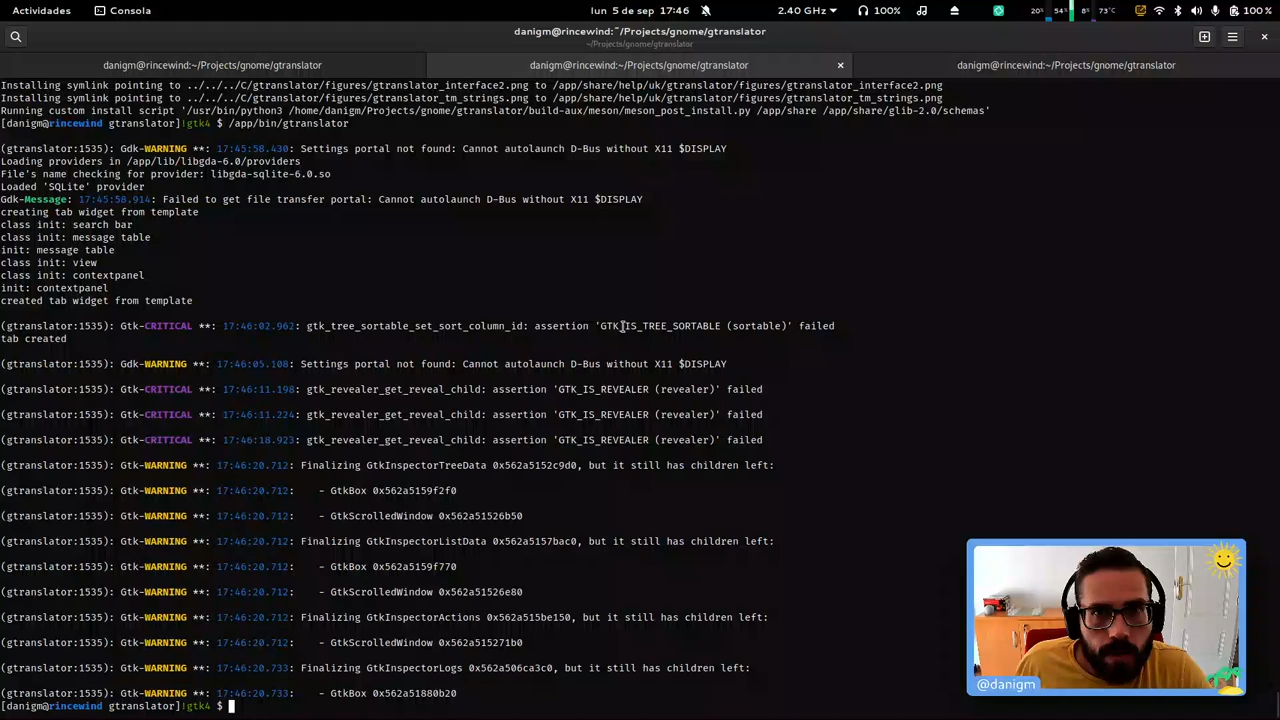 Actividades
Consola
lun 5 de sep 17:46
2.40 GHz
100%
20%
54%
8%
73°C
100 %
danigm@rincewind:~/Projects/gnome/gtranslator
~/Projects/gnome/gtranslator
danigm@rincewind:~/Projects/gnome/gtranslator
danigm@rincewind:~/Projects/gnome/gtranslator
danigm@rincewind:~/Projects/gnome/gtranslator
Installing symlink pointing to ../../../C/gtranslator/figures/gtranslator_interface2.png to /app/share/help/uk/gtranslator/figures/gtranslator_interface2.png
Installing symlink pointing to ../../../C/gtranslator/figures/gtranslator_tm_strings.png to /app/share/help/uk/gtranslator/figures/gtranslator_tm_strings.png
Running custom install script '/usr/bin/python3 /home/danigm/Projects/gnome/gtranslator/build-aux/meson/meson_post_install.py /app/share /app/share/glib-2.0/schemas'
[danigm@rincewind gtranslator]!gtk4 $ /app/bin/gtranslator
(gtranslator:1535): Gdk-WARNING **: 17:45:58.430: Settings portal not found: Cannot autolaunch D-Bus without X11 $DISPLAY
Loading providers in /app/lib/libgda-6.0/providers
File's name checking for provider: libgda-sqlite-6.0.so
Loaded 'SQLite' provider
Gdk-Message: 17:45:58.914: Failed to get file transfer portal: Cannot autolaunch D-Bus without X11 $DISPLAY
creating tab widget from template
class init: search bar
class init: message table
init: message table
class init: view
class init: contextpanel
init: contextpanel
created tab widget from template
(gtranslator:1535): Gtk-CRITICAL **: 17:46:02.962: gtk_tree_sortable_set_sort_column_id: assertion 'GTK_IS_TREE_SORTABLE (sortable)' failed
tab created
(gtranslator:1535): Gdk-WARNING **: 17:46:05.108: Settings portal not found: Cannot autolaunch D-Bus without X11 $DISPLAY
(gtranslator:1535): Gtk-CRITICAL **: 17:46:11.198: gtk_revealer_get_reveal_child: assertion 'GTK_IS_REVEALER (revealer)' failed
(gtranslator:1535): Gtk-CRITICAL **: 17:46:11.224: gtk_revealer_get_reveal_child: assertion 'GTK_IS_REVEALER (revealer)' failed
(gtranslator:1535): Gtk-CRITICAL **: 17:46:18.923: gtk_revealer_get_reveal_child: assertion 'GTK_IS_REVEALER (revealer)' failed
(gtranslator:1535): Gtk-WARNING **: 17:46:20.712: Finalizing GtkInspectorTreeData 0x562a5152c9d0, but it still has children left:
(gtranslator:1535): Gtk-WARNING **: 17:46:20.712: - GtkBox 0x562a5159f2f0
(gtranslator:1535): Gtk-WARNING **: 17:46:20.712: - GtkScrolledWindow 0x562a51526b50
(gtranslator:1535): Gtk-WARNING **: 17:46:20.712: Finalizing GtkInspectorListData 0x562a5157bac0, but it still has children left:
(gtranslator:1535): Gtk-WARNING **: 17:46:20.712: - GtkBox 0x562a5159f770
(gtranslator:1535): Gtk-WARNING **: 17:46:20.712: - GtkScrolledWindow 0x562a51526e80
(gtranslator:1535): Gtk-WARNING **: 17:46:20.712: Finalizing GtkInspectorActions 0x562a515be150, but it still has children left:
(gtranslator:1535): Gtk-WARNING **: 17:46:20.712: - GtkScrolledWindow 0x562a515271b0
(gtranslator:1535): Gtk-WARNING **: 17:46:20.733: Finalizing GtkInspectorLogs 0x562a506ca3c0, but it still has children left:
(gtranslator:1535): Gtk-WARNING **: 17:46:20.733: - GtkBox 0x562a51880b20
[danigm@rincewind gtranslator]!gtk4 $
@danigm